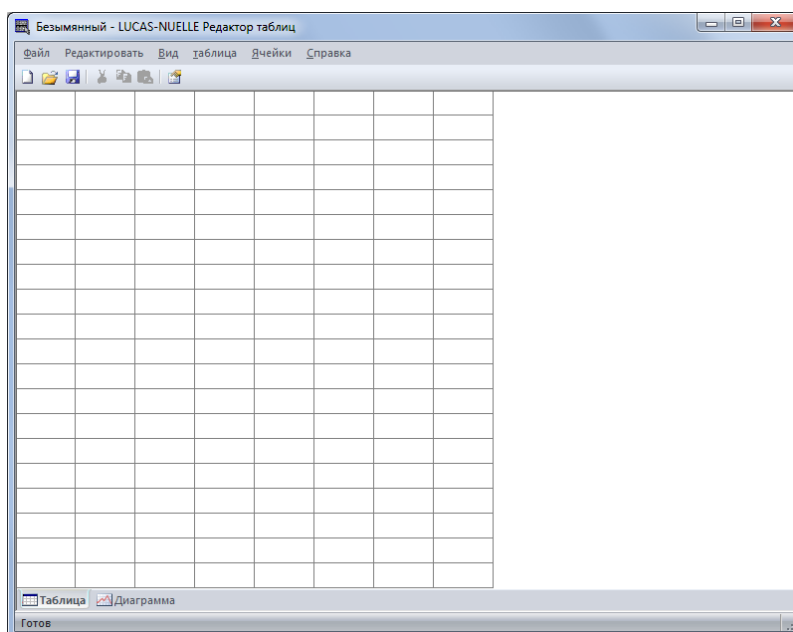 Безымянный - LUCAS-NUELLE Редактор таблиц
Файл Редактировать Вид таблица Ячейки Справка
Таблица Диаграмма
Готов